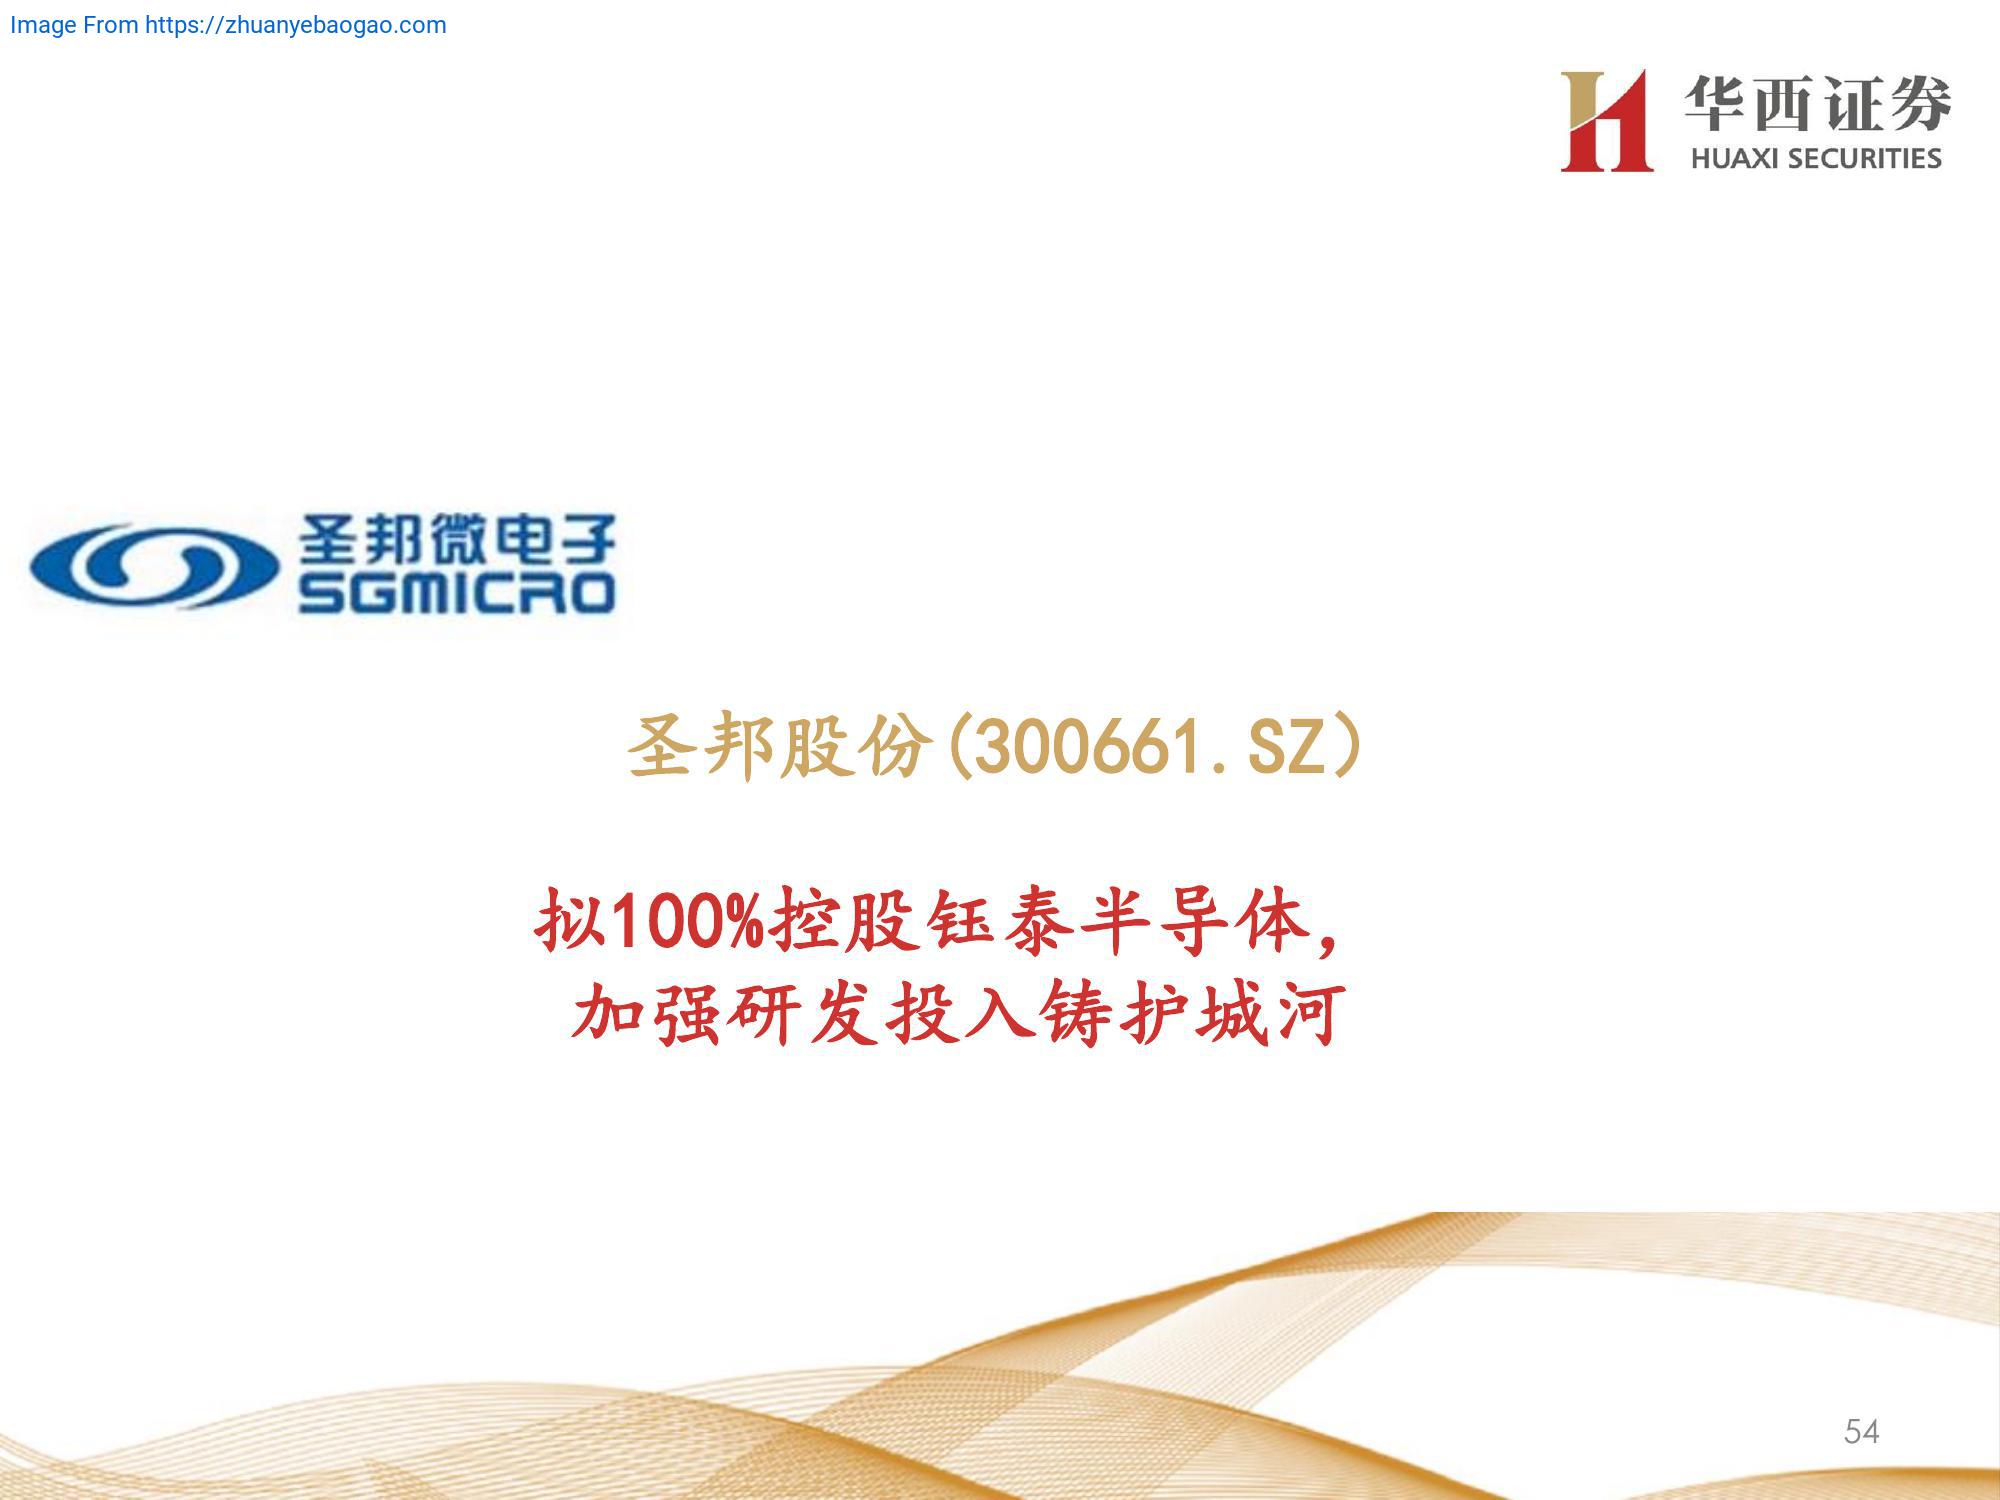 Image From https://zhuanyebaogao.com
华西证券
HUAXI SECURITIES
圣邦微电子
SGMICRO
圣邦股份(300661.SZ)
拟100%控股钰泰半导体，
加强研发投入铸护城河
54